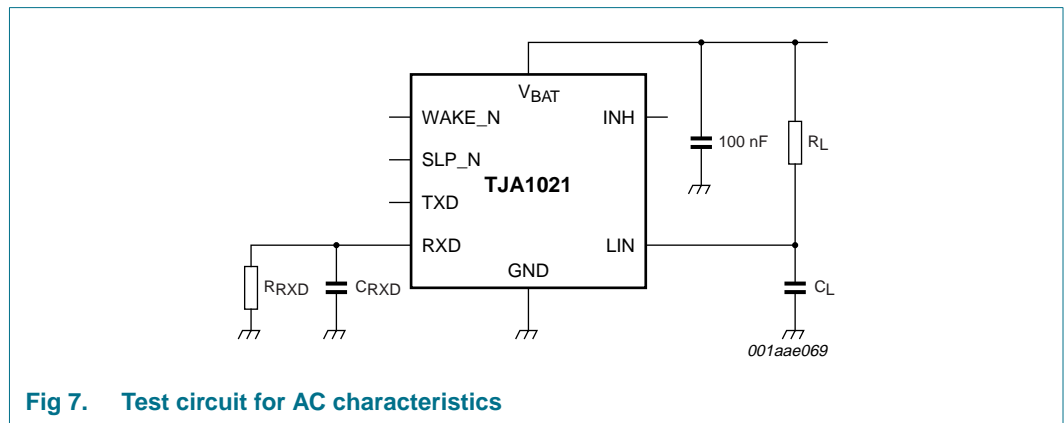 VBAT
WAKE_N INH
SLP_N
100 nF RL
TJA1021
TXD
RXD LIN
GND
RRXD CRXD CL
001aae069
Fig 7. Test circuit for AC characteristics